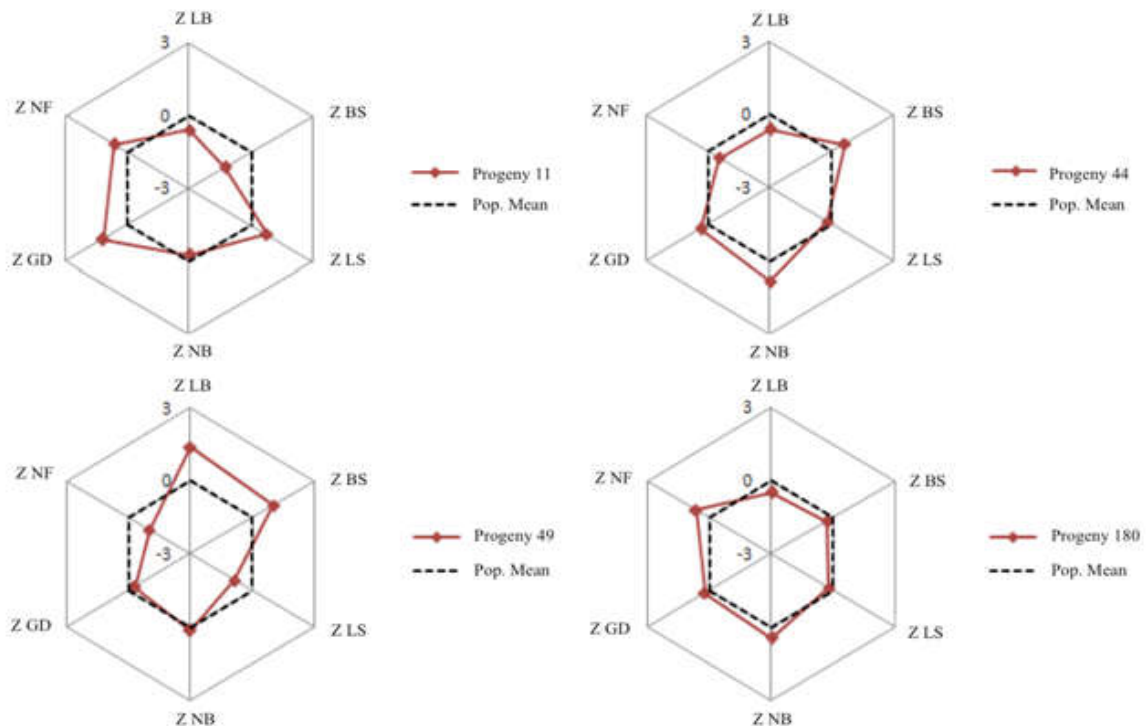 Z LB
3
Z NF
0
Z BS
-3
Progeny 11
Pop. Mean
Z GD
Z LS
Z NB
Z LB
3
Z NF
0
Z BS
-3
Progeny 44
Pop. Mean
Z GD
Z LS
Z NB
Z LB
3
Z NF
0
Z BS
-3
Progeny 49
Pop. Mean
Z GD
Z LS
Z NB
Z LB
3
Z NF
0
Z BS
-3
Progeny 180
Pop. Mean
Z GD
Z LS
Z NB